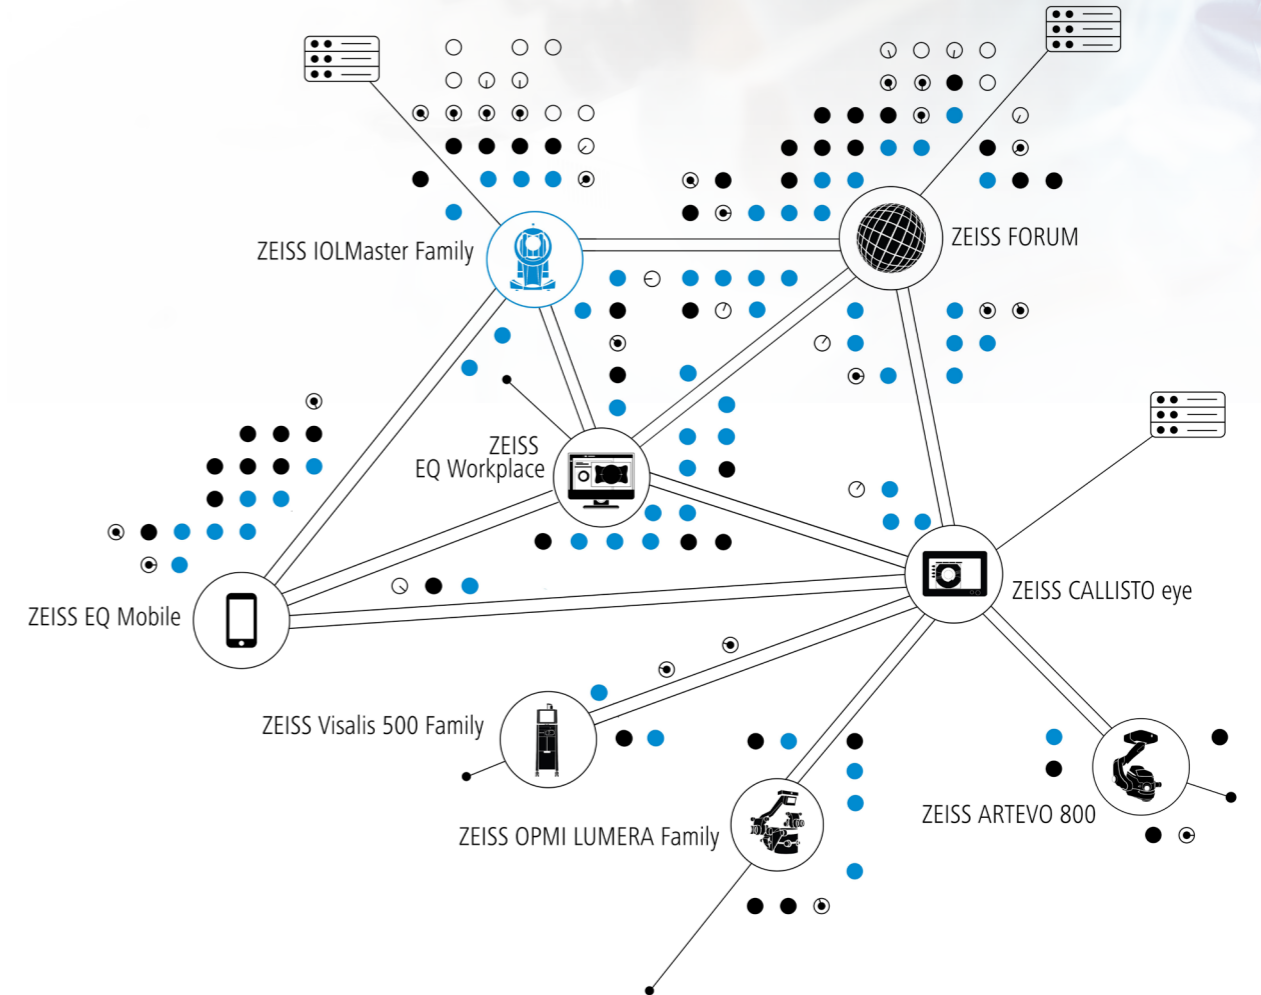 ZEISS IOLMaster Family
ZEISS FORUM
ZEISS
EQ Workplace
ZEISS CALLISTO eye
ZEISS EQ Mobile
ZEISS Visalis 500 Family
ZEISS OPMI LUMERA Family
ZEISS ARTEVO 800